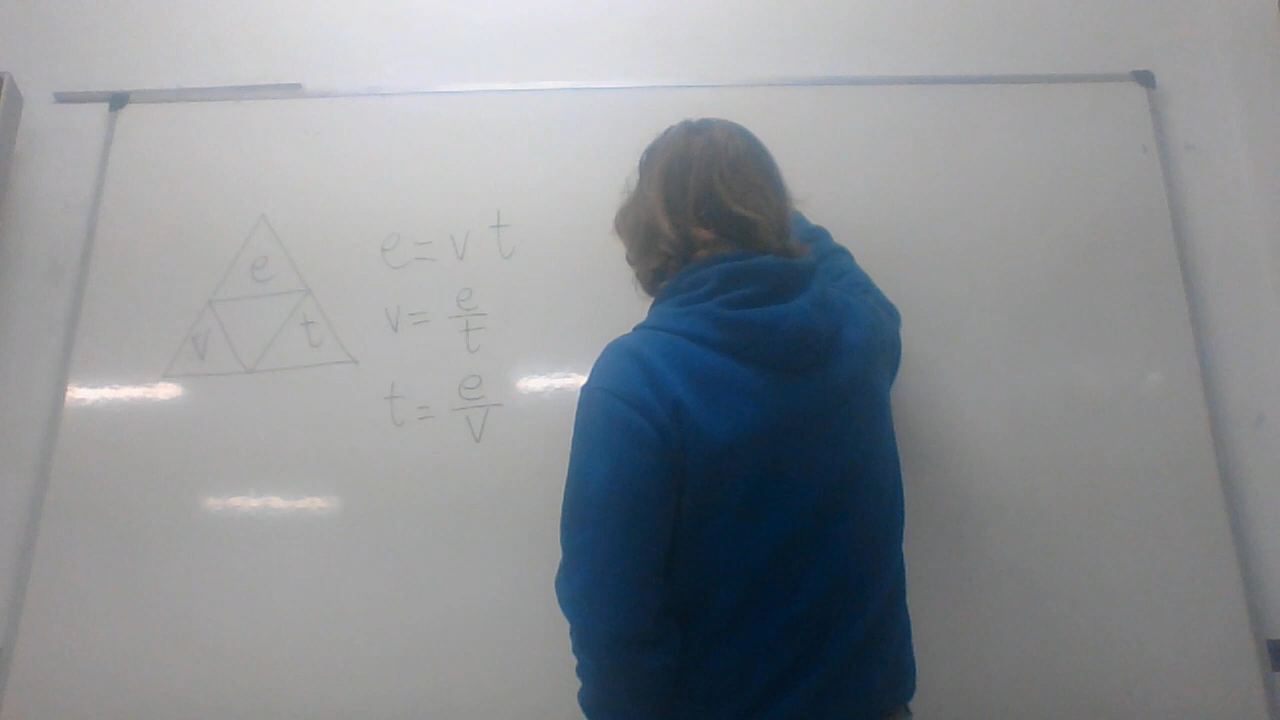 e
v t
e = v t
v = e/t
t = e/v